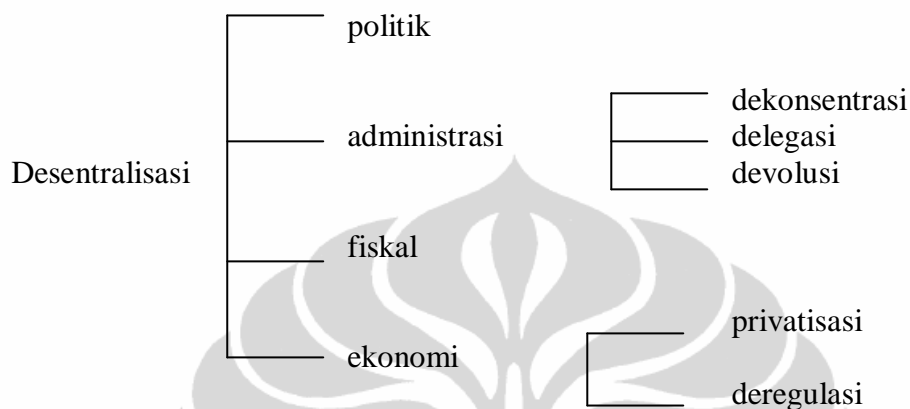 Desentralisasi
politik
administrasi
dekonsentrasi
delegasi
devolusi
fiskal
ekonomi
privatisasi
deregulasi